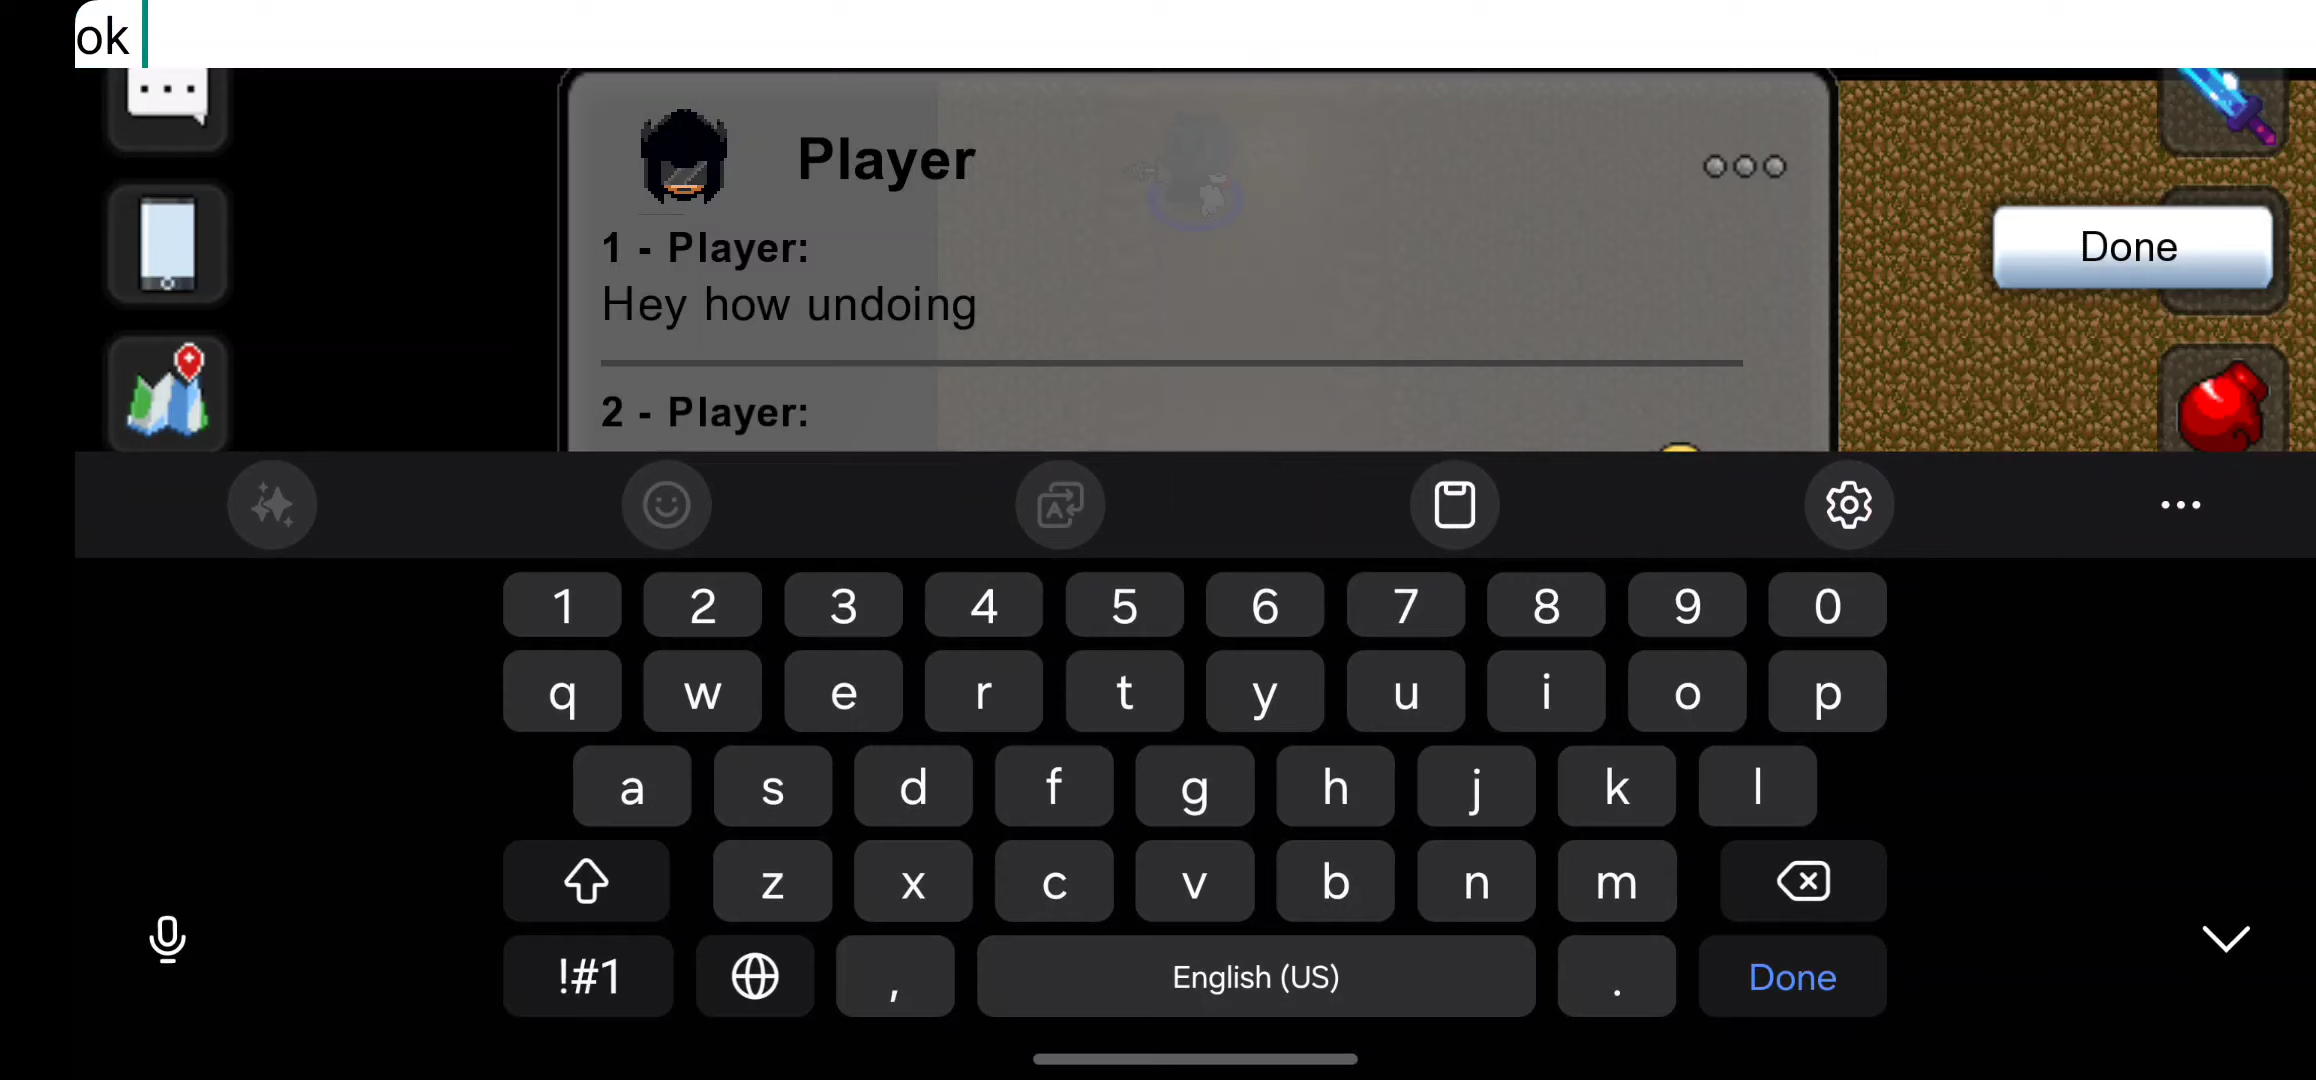 ok
Player
1 - Player:
Hey how undoing
2 - Player:
Done
1 2 3 4 5 6 7 8 9 0
q w e r t y u i o p
a s d f g h j k l
z x c v b n m
!#1 , English (US) . Done